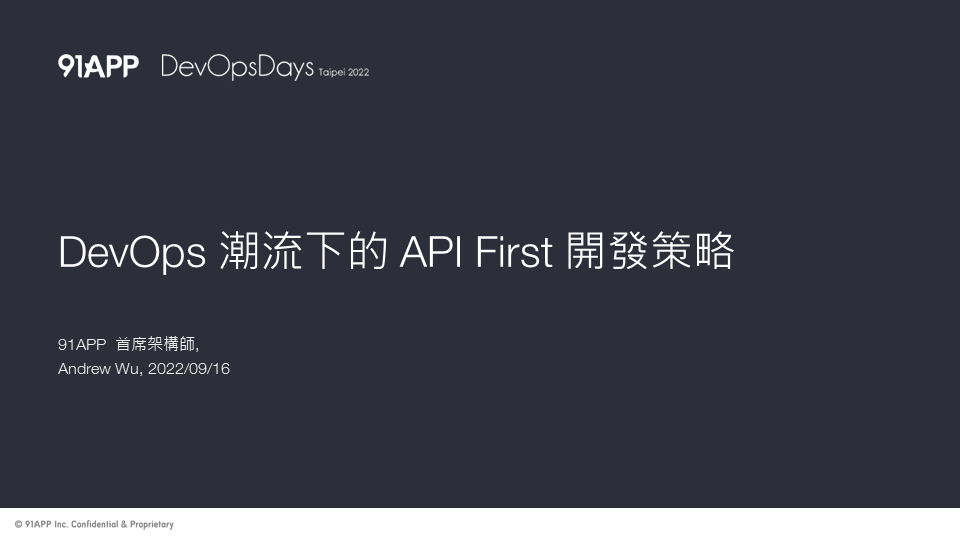 91APP DevOpsDays Taipei 2022
DevOps 潮流下的 API First 開發策略
91APP 首席架構師,
Andrew Wu, 2022/09/16
© 91APP Inc. Confidential & Proprietary